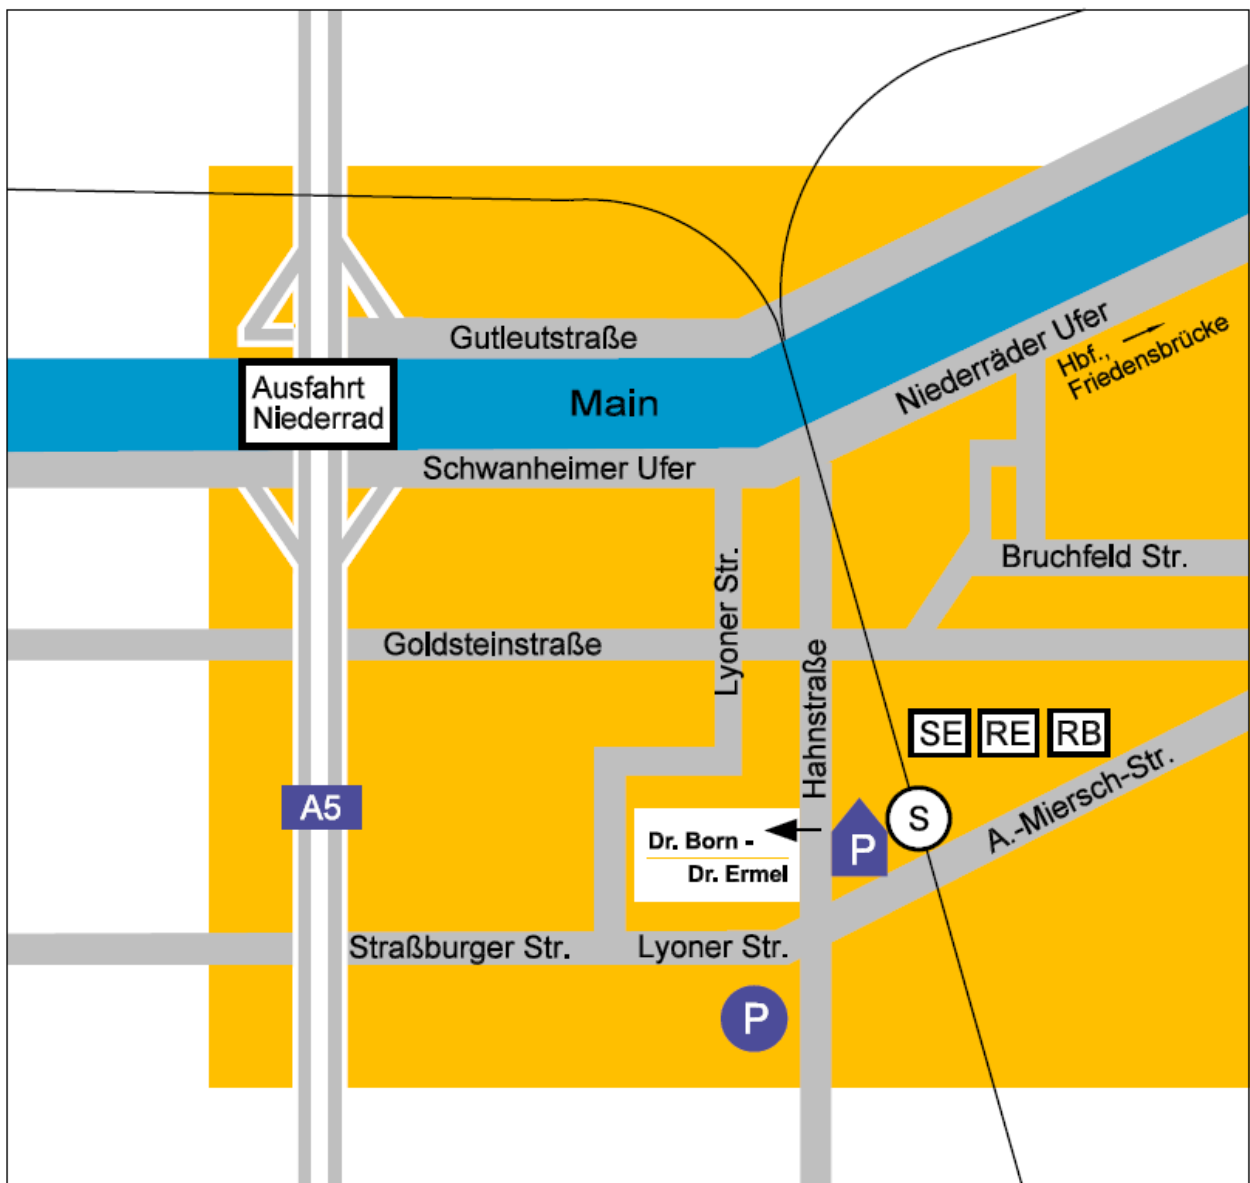 Gutleutstraße
Ausfahrt
Niederrad
Main
Niederräder Ufer
Hbf.,
Friedensbrücke
Schwanheimer Ufer
Lyoner Str.
Bruchfeld Str.
Goldsteinstraße
Hahnstraße
SE RE RB
A5
S
A.-Miersch-Str.
Dr. Born -
Dr. Ermel
P
Straßburger Str.
Lyoner Str.
P